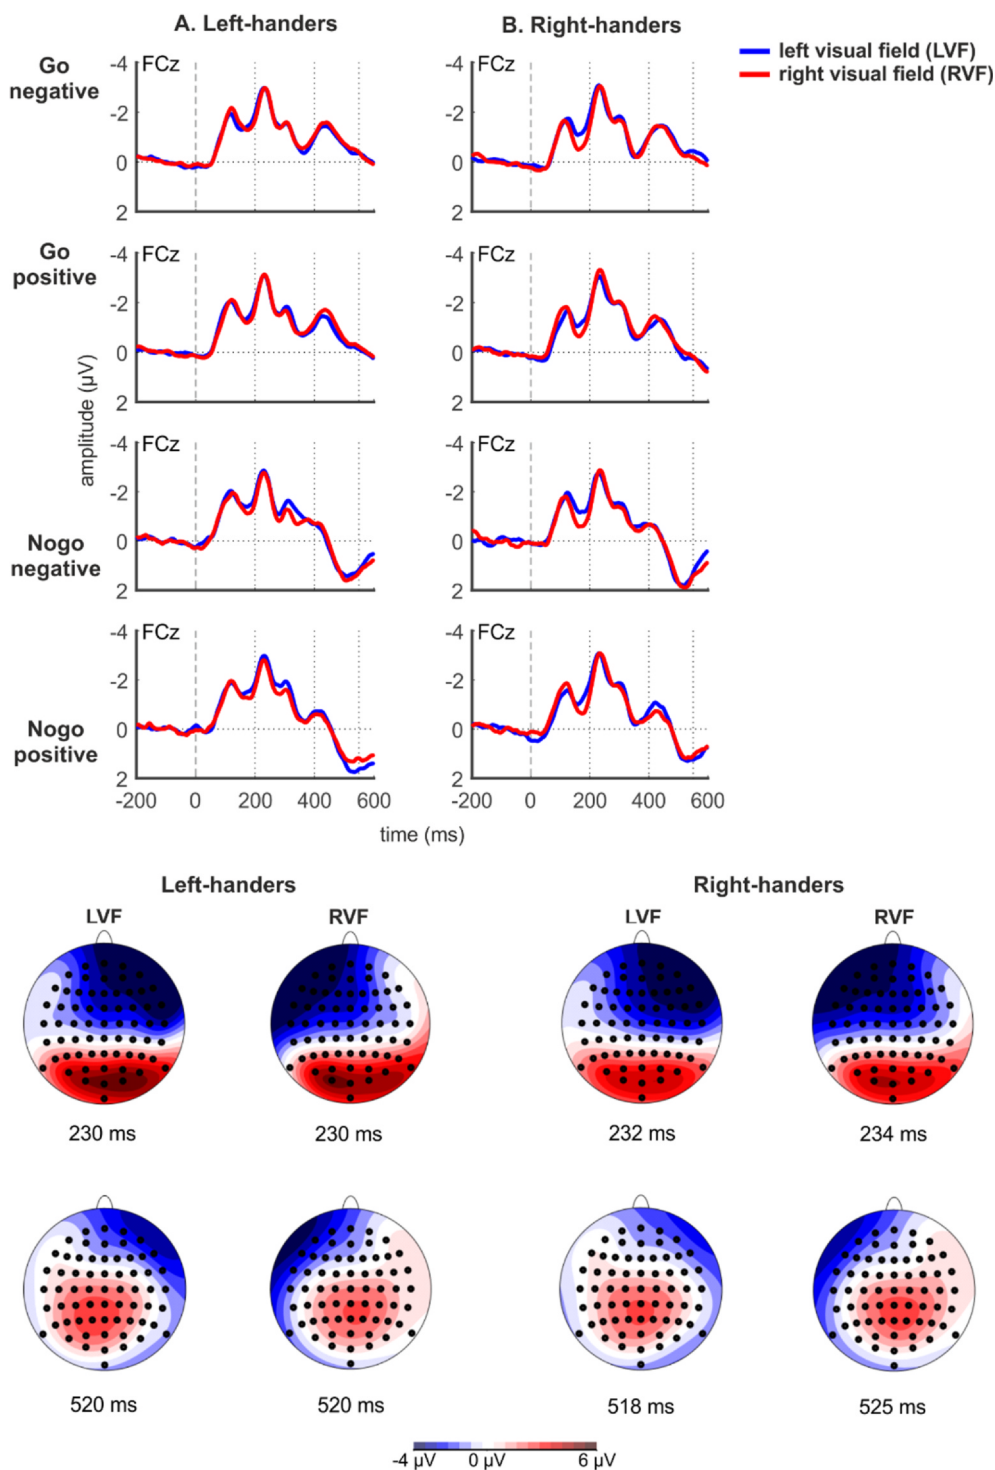 A. Left-handers
B. Right-handers
left visual field (LVF)
right visual field (RVF)
Go
negative
-4
FCz
-2
0
2
-4
FCz
-2
0
2
Go
positive
-4
FCz
-2
0
2
-4
FCz
-2
0
2
amplitude (µV)
Nogo
negative
-4
FCz
-2
0
2
-4
FCz
-2
0
2
Nogo
positive
-4
FCz
-2
0
2
-4
FCz
-2
0
2
-200 0 200 400 600
-200 0 200 400 600
time (ms)
Left-handers
Right-handers
LVF RVF LVF RVF
230 ms 230 ms 232 ms 234 ms
520 ms 520 ms 518 ms 525 ms
-4 µV 0 µV 6 µV